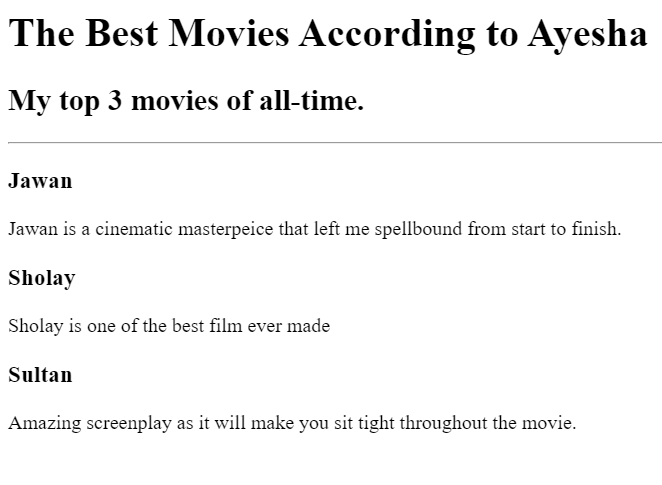 The Best Movies According to Ayesha
My top 3 movies of all-time.
Jawan
Jawan is a cinematic masterpeice that left me spellbound from start to finish.
Sholay
Sholay is one of the best film ever made
Sultan
Amazing screenplay as it will make you sit tight throughout the movie.